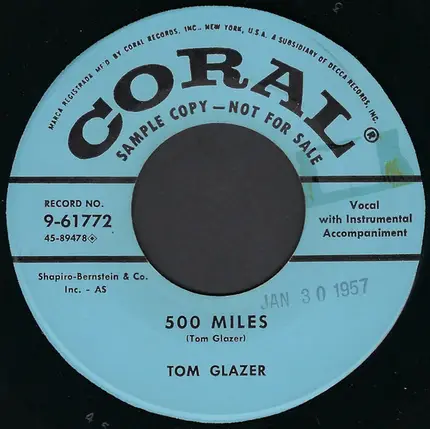 MARCA REGISTRADA MF'D BY CORAL RECORDS, INC., NEW YORK, U.S.A. A SUBSIDIARY OF DECCA RECORDS, INC.
CORAL®
SAMPLE COPY—NOT FOR SALE
RECORD NO.
9-61772
45-89478
Vocal
with Instrumental
Accompaniment
Shapiro-Bernstein & Co.
Inc. - AS
JAN 30 1957
500 MILES
(Tom Glazer)
TOM GLAZER